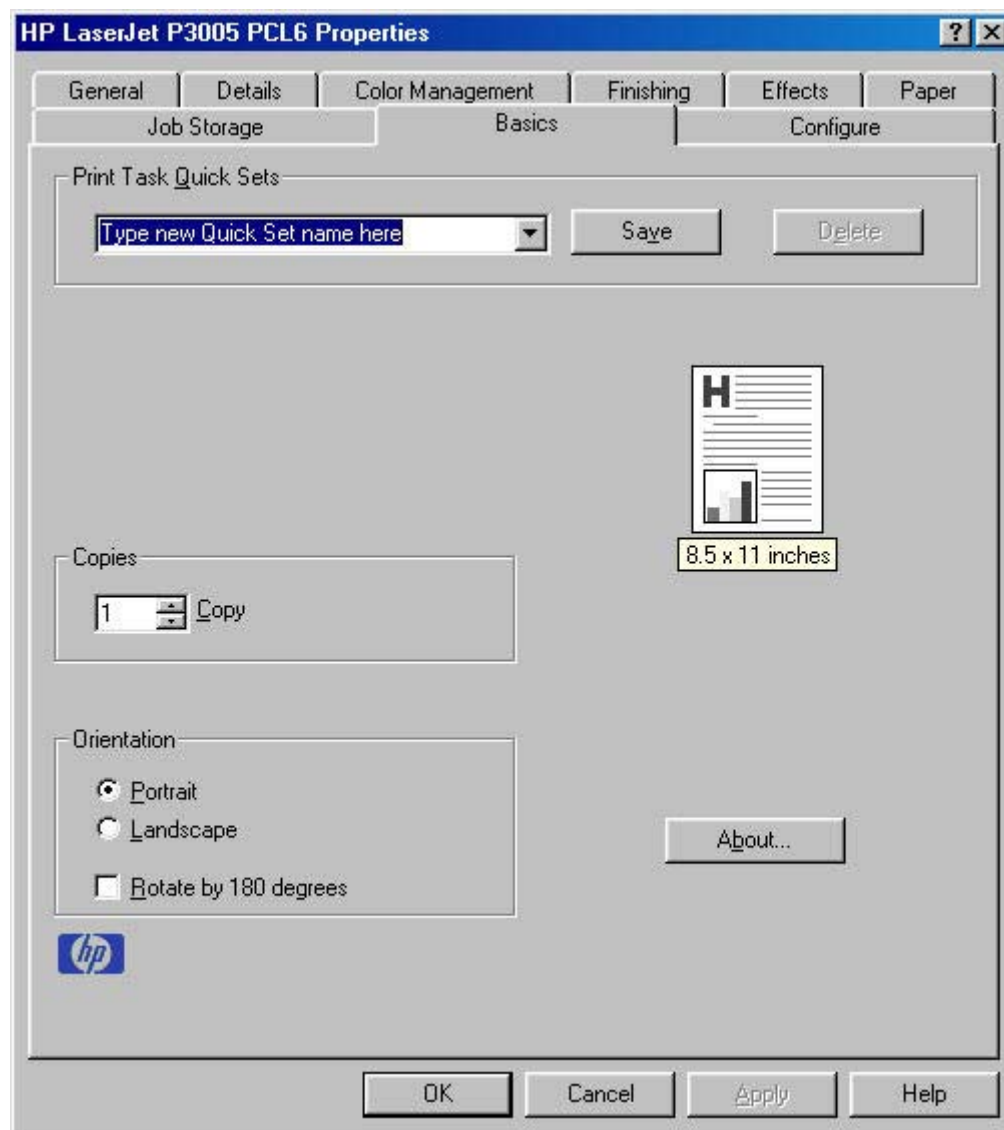 HP LaserJet P3005 PCL6 Properties
General Details Color Management Finishing Effects Paper
Job Storage Basics Configure
Print Task Quick Sets
Type new Quick Set name here Save Delete
H
8.5 x 11 inches
Copies
1 Copy
Orientation
Portrait
Landscape
About...
Rotate by 180 degrees
hp
OK Cancel Apply Help